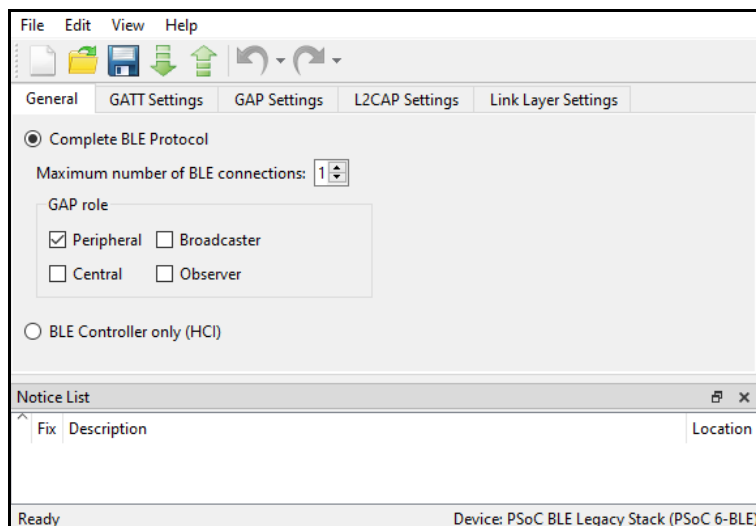 File Edit View Help
General GATT Settings GAP Settings L2CAP Settings Link Layer Settings
Complete BLE Protocol
Maximum number of BLE connections: 1
GAP role
Peripheral Broadcaster
Central Observer
BLE Controller only (HCI)
Notice List
Fix Description Location
Ready Device: PSoC BLE Legacy Stack (PSoC 6-BLE)